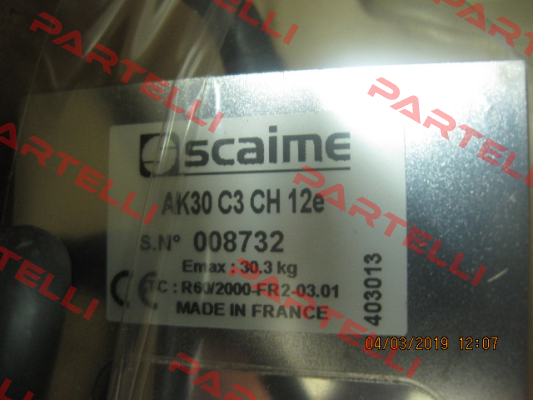 PARTELLI
scaime
AK30 C3 CH 12e
S.N° 008732
Emax : 30.3 kg
TC : R60/2000-FR2-03.01
MADE IN FRANCE
403013
04/03/2019 12:07
PARTELLI
PARTELLI
PARTELLI
PARTELLI
PARTELLI